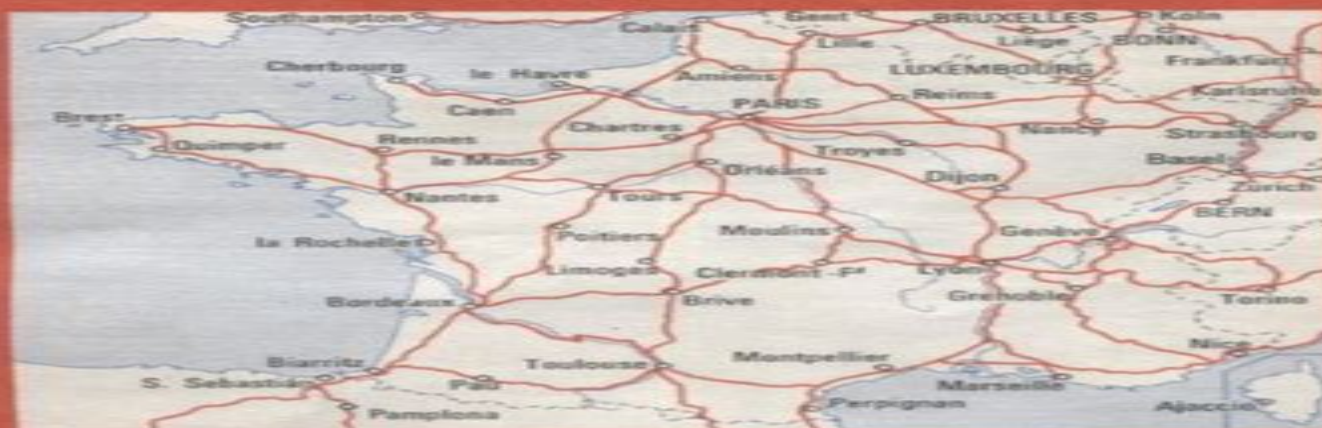 Southampton
Calais
Gent
BRUXELLES
Köln
Lille
Liège
BONN
Cherbourg
le Havre
Amiens
LUXEMBOURG
Frankfurt
Caen
PARIS
Reims
Karlsruhe
Brest
Quimper
Rennes
Chartres
Nancy
Strasbourg
le Mans
Orléans
Troyes
Basel
Dijon
Zürich
Nantes
Tours
BERN
la Rochelle
Poitiers
Moulins
Genève
Limoges
Clermont-Fd
Lyon
Bordeaux
Brive
Grenoble
Torino
Biarritz
Toulouse
Montpellier
Nice
S. Sebastián
Pau
Marseille
Pamplona
Perpignan
Ajaccio